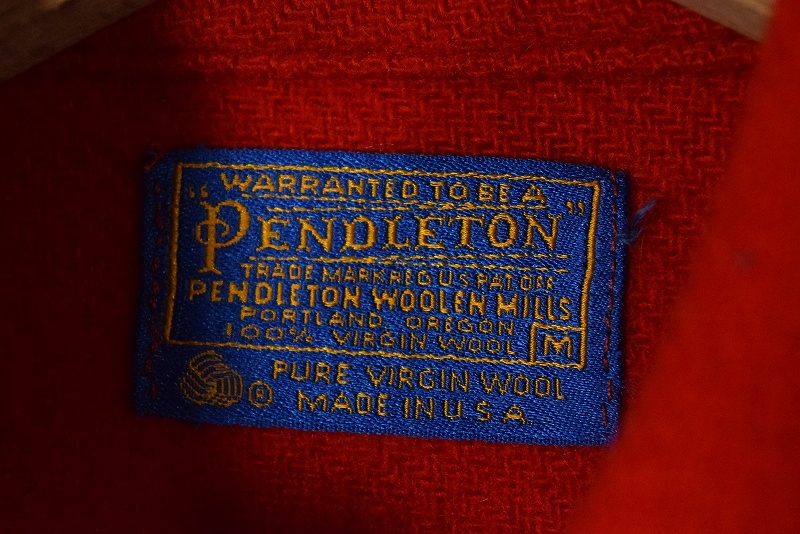 WARRANTED TO BE A
"PENDLETON"
TRADE MARK REG U S PAT OFF
PENDLETON WOOLEN MILLS
PORTLAND, OREGON
100% VIRGIN WOOL M
PURE VIRGIN WOOL
® MADE IN U.S.A.